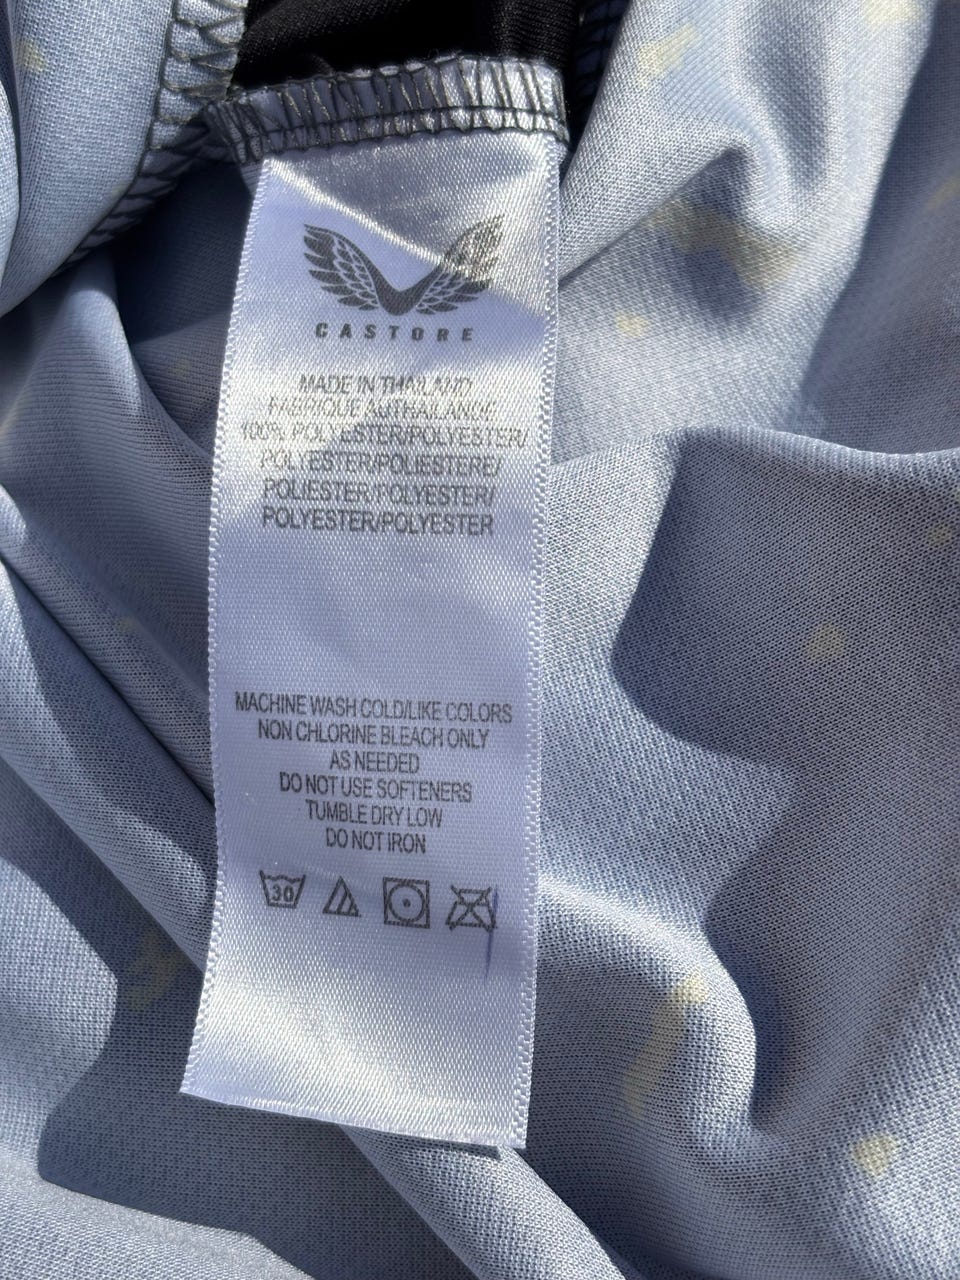 CASTORE
MADE IN THAILAND
FABRIQUE AUTHAILANDE
100% POLYESTER/POLYESTER/
POLYESTER/POLIESTERE/
POLIESTER/POLYESTER/
POLYESTER/POLYESTER
MACHINE WASH COLD/LIKE COLORS
NON CHLORINE BLEACH ONLY
AS NEEDED
DO NOT USE SOFTENERS
TUMBLE DRY LOW
DO NOT IRON
30